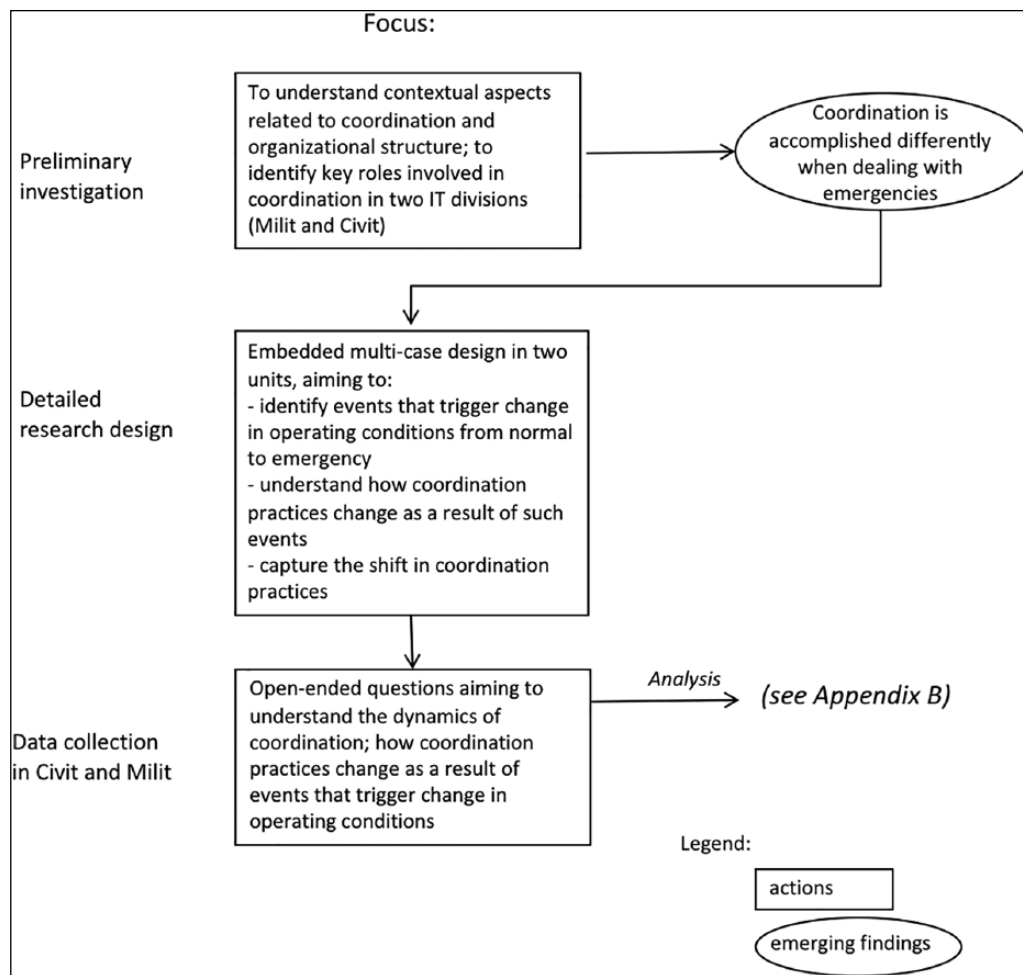 Focus:
Preliminary
investigation
To understand contextual aspects
related to coordination and
organizational structure; to
identify key roles involved in
coordination in two IT divisions
(Milit and Civit)
Coordination is
accomplished differently
when dealing with
emergencies
Detailed
research design
Embedded multi-case design in two
units, aiming to:
- identify events that trigger change
in operating conditions from normal
to emergency
- understand how coordination
practices change as a result of such
events
- capture the shift in coordination
practices
Data collection
in Civit and Milit
Open-ended questions aiming to
understand the dynamics of
coordination; how coordination
practices change as a result of
events that trigger change in
operating conditions
Analysis
(see Appendix B)
Legend:
actions
emerging findings